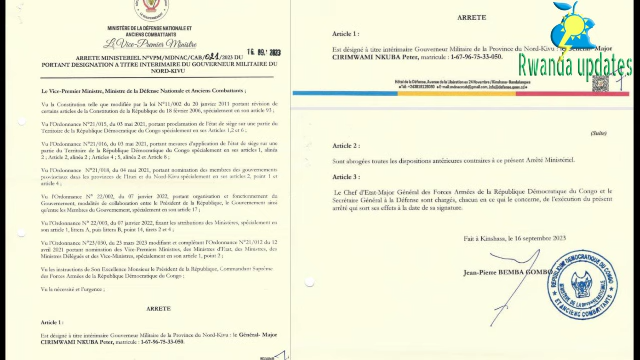 MINISTÈRE DE LA DÉFENSE NATIONALE ET
ANCIENS COMBATTANTS
Le Vice-Premier Ministre
16 09. 2023
ARRETE MINISTERIEL N°VPM/MDNAC/CAB/021/2023 DU
PORTANT DESIGNATION A TITRE INTERIMAIRE DU GOUVERNEUR MILITAIRE DU
NORD-KIVU
Le Vice-Premier Ministre, Ministre de la Défense Nationale et Anciens Combattants ;
Vu la Constitution telle que modifiée par la loi N°11/002 du 20 janvier 2011 portant révision de
certains articles de la Constitution de la République du 18 février 2006, spécialement en son article 93 ;
Vu l'Ordonnance N°21/015, du 03 mai 2021, portant proclamation de l'état de siège sur une partie du
Territoire de la République Démocratique du Congo spécialement en ses Articles 1,2 et 6 ;
Vu l'Ordonnance N°21/016, du 03 mai 2021, portant mesures d'application de l'état de siège sur une
partie du Territoire de la République Démocratique du Congo spécialement en ses articles 1, alinéa
2 ; Article 2, alinéa 2 ; Articles 4 ; 5, alinéa 2 et Article 8 ;
Vu l'Ordonnance N°21/018, du 04 mai 2021, portant nomination des membres des gouvernements
provinciaux dans les provinces de l'Ituri et du Nord-Kivu spécialement en ses articles 2, point 1 et
article 4 ;
Vu l'Ordonnance N° 22/002, du 07 janvier 2022, portant organisation et fonctionnement du
Gouvernement, modalités de collaboration entre le Président de la République, le Gouvernement ainsi
qu'entre les Membres du Gouvernement, spécialement en son article 17 ;
Vu l'Ordonnance N° 22/003, du 07 janvier 2022, fixant les attributions des Ministères, spécialement en
son article 1, littera A, puis littera B, point 14, tirets 2 et 4 ;
Vu l'Ordonnance N°23/030, du 23 mars 2023 modifiant et complétant l'Ordonnance N°21/012 du 12
avril 2021 portant nomination des Vice-Premiers Ministres, des Ministres d'Etat, des Ministres, des
Ministres Délégués et des Vice-Ministres, spécialement en son article 1, point 2 ;
Vu les instructions de Son Excellence Monsieur le Président de la République, Commandant Suprême
des Forces Armées de la République Démocratique du Congo ;
Vu la nécessité et l'urgence ;
ARRETE
Article 1 :
Est désigné à titre intérimaire Gouverneur Militaire de la Province du Nord-Kivu : le Général-Major
CIRIMWAMI NKUBA Peter, matricule : 1-67-96-75-33-050.
ARRETE
Article 1 :
Est désigné à titre intérimaire Gouverneur Militaire de la Province du Nord-Kivu : le Général-Major
CIRIMWAMI NKUBA Peter, matricule : 1-67-96-75-33-050.
Rwanda updates
(Suite)
Article 2 :
Sont abrogées toutes les dispositions antérieures contraires à ce présent Arrêté Ministériel.
Article 3 :
Le Chef d'Etat-Major Général des Forces Armées de la République Démocratique du Congo et le
Secrétaire Général à la Défense sont chargés, chacun en ce qui le concerne, de l'exécution du présent
arrêté qui sort ses effets à la date de sa signature.
Fait à Kinshasa, le 16 septembre 2023
Jean-Pierre BEMBA GOMBO
REPUBLIQUE DEMOCRATIQUE DU CONGO
ET ANCIENS COMBATTANTS